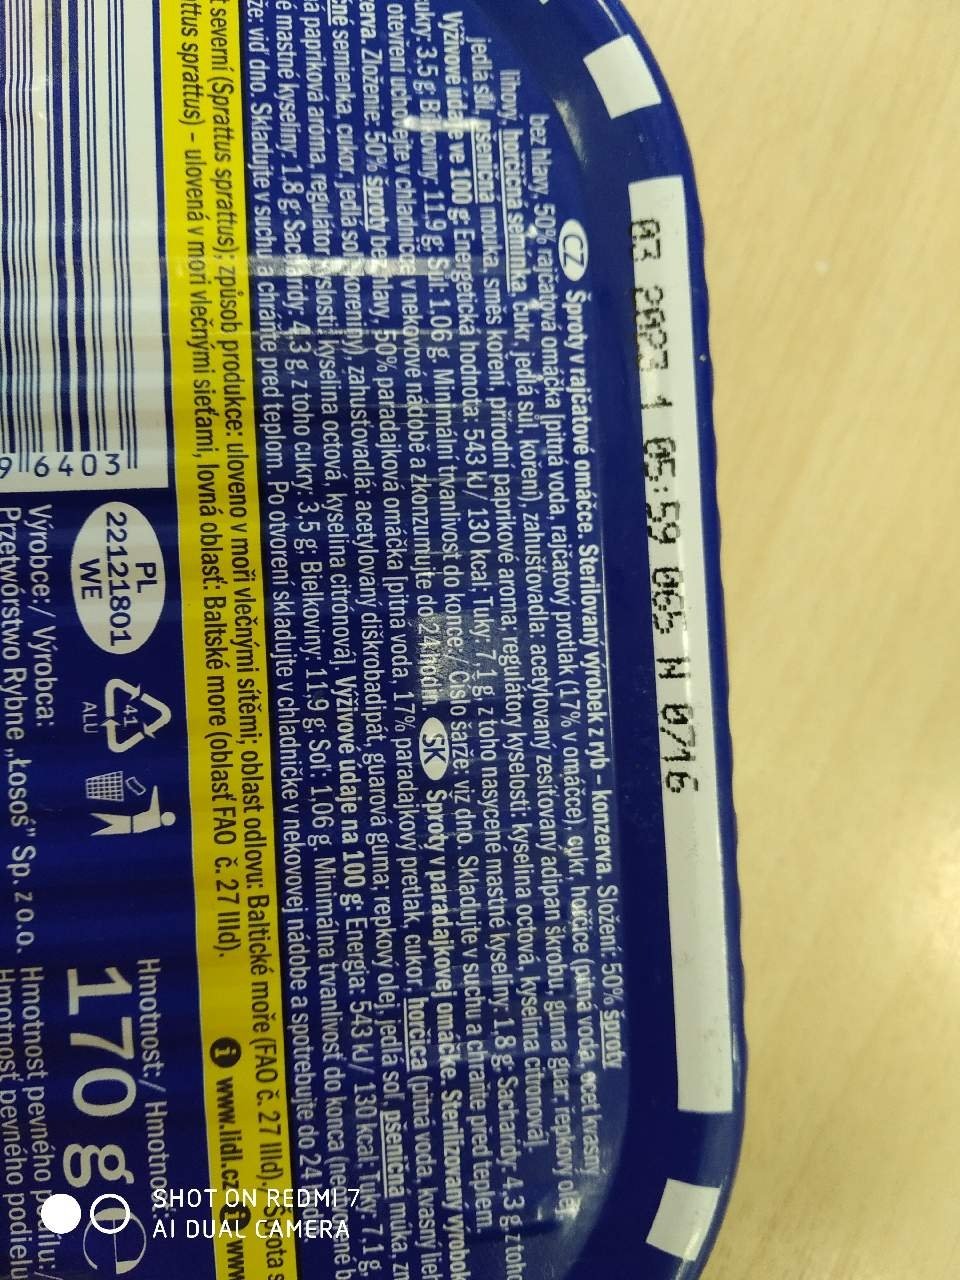 03 2023 1 05:59 065 N 0716
CZ Šproty v rajčatové omáčce. Sterilovaný výrobek z ryb – konzerva. Složení: 50% šproty
bez hlavy, 50% rajčatová omáčka [pitná voda, rajčatový protlak (17% v omáčce), cukr, hořčice (pitná voda, ocet kvasný
lihový, hořčičná semínka, cukr, jedlá sůl, koření), zahušťovadla: acetylovaný zesíťovaný adipan škrobu, guma guar, řepkový olej,
jedlá sůl, pšeničná mouka, směs koření, přírodní paprikové aroma, regulátory kyselosti: kyselina octová, kyselina citronová].
Výživové údaje ve 100 g: Energetická hodnota: 543 kJ / 130 kcal; Tuky: 7,1 g z toho nasycené mastné kyseliny: 1,8 g; Sacharidy: 4,3 g z toho
cukry: 3,5 g; Bílkoviny: 11,9 g; Sůl: 1,06 g. Minimální trvanlivost do konce:/ Číslo šarže: viz dno. Skladujte v suchu a chraňte před teplem.
otevření uchovejte v chladničce v nekovové nádobě a zkonzumujte do 24 hodin. SK Šproty v paradajkovej omáčke. Sterilizovaný výrobok
Zloženie: 50% šproty bez hlavy, 50% paradajková omáčka [pitná voda, 17% paradajkový pretlak, cukor, horčica (pitná voda, kvasný lieh
semienka, cukor, jedlá soľ, koreniny), zahusťovadlá: acetylovaný diškrobadipát, guarová guma; repkový olej, jedlá soľ, pšeničná múka,
papriková aróma, regulátory kyslosti: kyselina octová, kyselina citrónová]. Výživové údaje na 100 g: Energia: 543 kJ / 130 kcal; Tuky: 7,1 g,
mastné kyseliny: 1,8 g; Sacharidy: 4,3 g z toho cukry: 3,5 g; Bielkoviny: 11,9 g; Soľ: 1,06 g. Minimálna trvanlivosť do konca
viď dno. Skladujte v suchu a chráňte pred teplom. Po otvorení skladujte v chladničke v nekovovej nádobe a spotrebujte do 24
severní (Sprattus sprattus); způsob produkce: uloveno v moři vlečnými sítěmi; oblast odlovu: Baltické moře (FAO č. 27 IIId).
sprattus) – ulovená v mori vlečnými sieťami, lovná oblasť: Baltské more (oblasť FAO č. 27 IIId).
www.lidl.cz
96403
PL
22121801
WE
41
ALU
Výrobce:/ Výrobca:
Przetwórstwo Rybne „Łosoś” Sp. z o.o.
Hmotnost:/ Hmotnosť:
170 g
Hmotnost pevného
Hmotnosť pevného podielu
SHOT ON REDMI 7
AI DUAL CAMERA